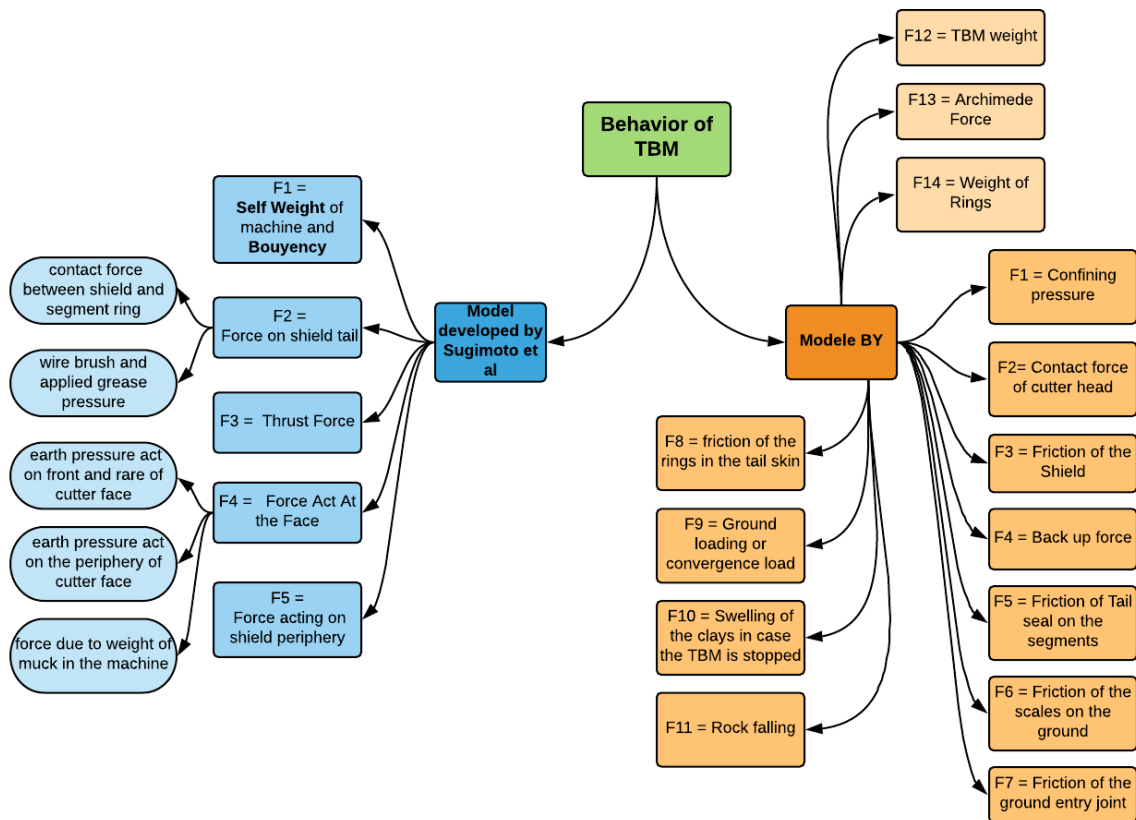 Behavior of
TBM
Model
developed by
Sugimoto et
al
F1 =
Self Weight of
machine and
Bouyency
F2 =
Force on shield tail
contact force
between shield and
segment ring
wire brush and
applied grease
pressure
F3 =  Thrust Force
F4 =   Force Act At
the Face
earth pressure act
on front and rare of
cutter face
earth pressure act
on the periphery of
cutter face
force due to weight of
muck in the machine
F5 =
Force acting on
shield periphery
Modele BY
F12 = TBM weight
F13 = Archimede
Force
F14 = Weight of
Rings
F1 = Confining
pressure
F2= Contact force
of cutter head
F3 = Friction of the
Shield
F4 = Back up force
F5 = Friction of Tail
seal on the
segments
F6 = Friction of the
scales on the
ground
F7 = Friction of the
ground entry joint
F8 = friction of the
rings in the tail skin
F9 = Ground
loading or
convergence load
F10 = Swelling of
the clays in case
the TBM is stopped
F11 = Rock falling